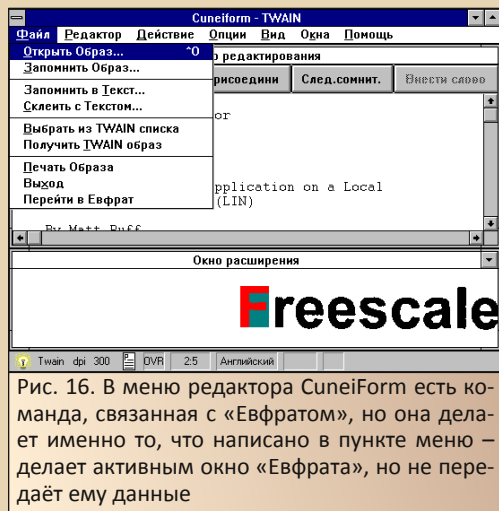 Cuneiform - TWAIN
Файл Редактор Действие Опции Вид Окна Помощь
Открыть Образ... ^O
о редактирования
Запомнить Образ...
рисоедини След.сомнит. Внести слово
Запомнить в Текст...
Склеить с Текстом...
or
Выбрать из TWAIN списка
Получить TWAIN образ
Печать Образа
Выход
pplication on a Local
Перейти в Евфрат
(LIN)
By Matt Ruff
Окно расширения
Freescale
Twain dpi 300 OVR 2:5 Английский
Рис. 16. В меню редактора CuneiForm есть ко-
манда, связанная с «Евфратом», но она дела-
ет именно то, что написано в пункте меню –
делает активным окно «Евфрата», но не пере-
даёт ему данные